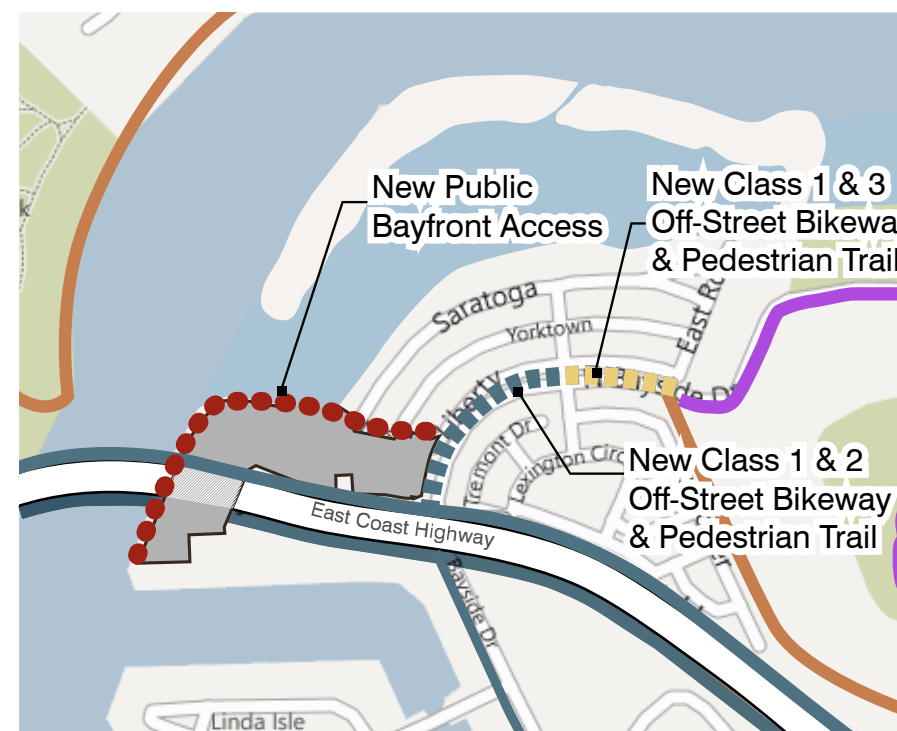 New Public
Bayfront Access
New Class 1 & 3
Off-Street Bikewa
& Pedestrian Trail
Saratoga
Yorktown
East Ro
k
Liberty
Bayside Dr
Tremont Dr
Lexington Circ
New Class 1 & 2
Off-Street Bikeway
& Pedestrian Trail
East Coast Highway
Bayside Dr
Linda Isle